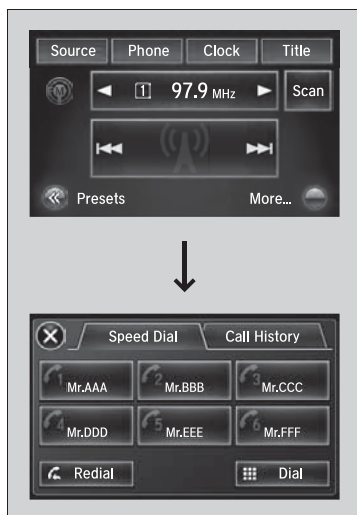 Source Phone Clock Title
1 97.9 MHz Scan
Presets More...
Speed Dial Call History
1 Mr.AAA 2 Mr.BBB 3 Mr.CCC
4 Mr.DDD 5 Mr.EEE 6 Mr.FFF
Redial Dial